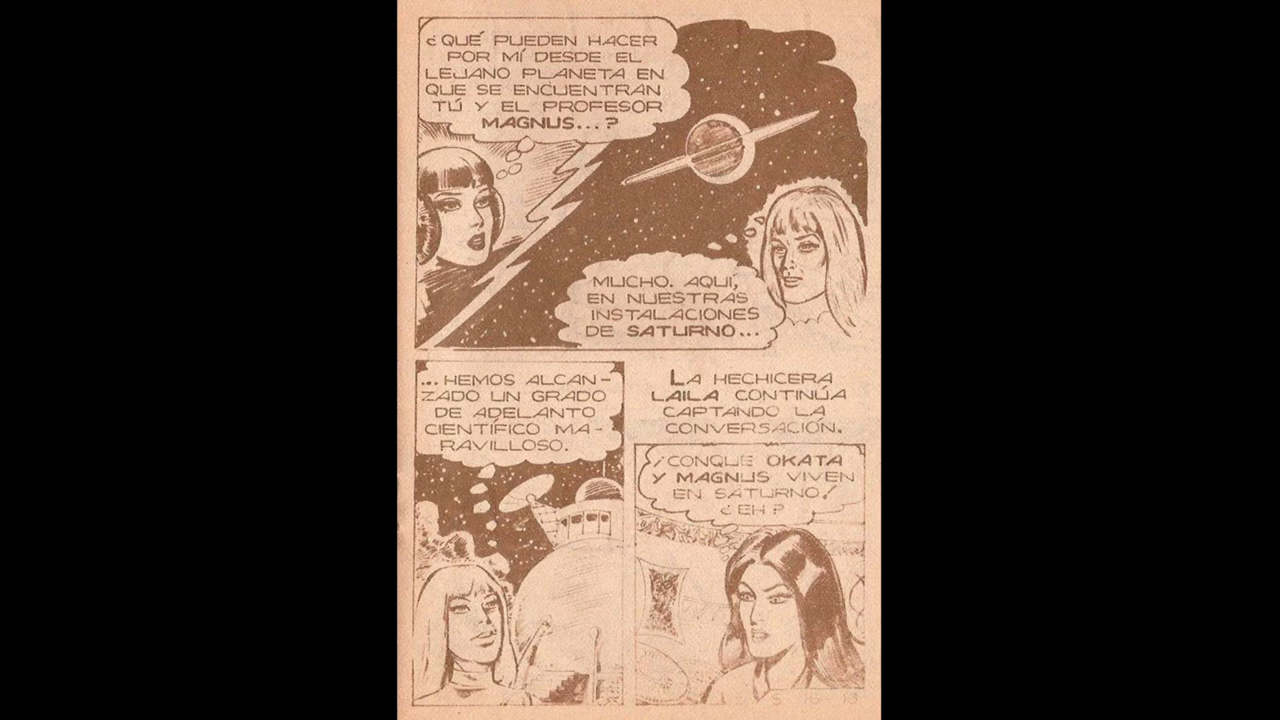 ¿QUÉ PUEDEN HACER
POR MÍ DESDE EL
LEJANO PLANETA EN
QUE SE ENCUENTRAN
TÚ Y EL PROFESOR
MAGNUS...?
MUCHO. AQUÍ,
EN NUESTRAS
INSTALACIONES
DE SATURNO...
...HEMOS ALCAN-
ZADO UN GRADO
DE ADELANTO
CIENTÍFICO MA-
RAVILLOSO.
LA HECHICERA
LAILA CONTINÚA
CAPTANDO LA
CONVERSACIÓN.
¡CONQUE OKATA
Y MAGNUS VIVEN
EN SATURNO!
¿EH?